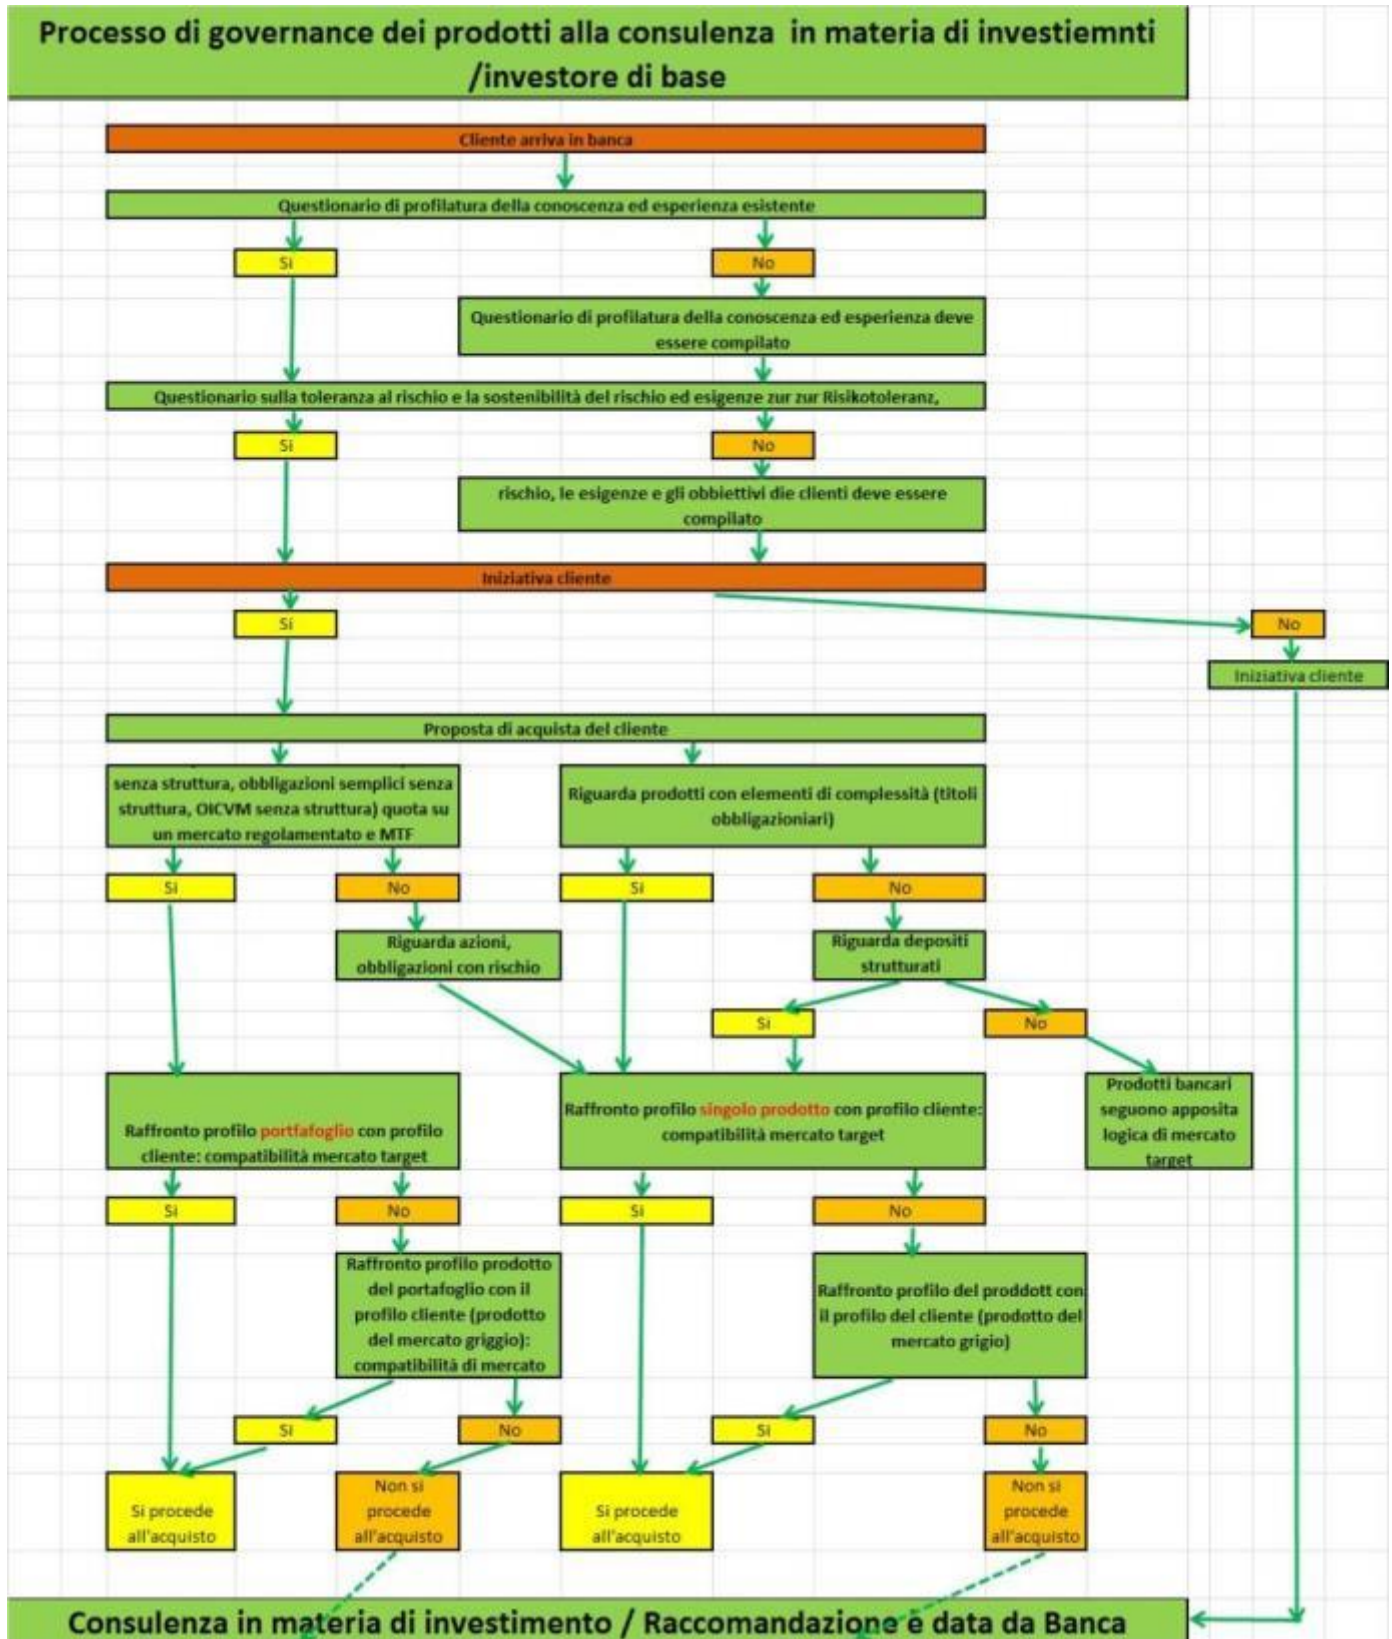 Processo di governance dei prodotti alla consulenza in materia di investiemnti
/investore di base
Cliente arriva in banca
Questionario di profilatura della conoscenza ed esperienza esistente
Si
No
Questionario di profilatura della conoscenza ed esperienza deve
essere compilato
Questionario sulla toleranza al rischio e la sostenibilità del rischio ed esigenze zur zur Risikotoleranz,
Si
No
rischio, le esigenze e gli obbiettivi die clienti deve essere
compilato
Iniziativa cliente
Si
No
Iniziativa cliente
Proposta di acquista del cliente
senza struttura, obbligazioni semplici senza
struttura, OICVM senza struttura) quota su
un mercato regolamentato e MTF
Riguarda prodotti con elementi di complessità (titoli
obbligazioniari)
Si
No
Si
No
Riguarda azioni,
obbligazioni con rischio
Riguarda depositi
strutturati
Si
No
Raffronto profilo portfafoglio con profilo
cliente: compatibilità mercato target
Raffronto profilo singolo prodotto con profilo cliente:
compatibilità mercato target
Prodotti bancari
seguono apposita
logica di mercato
target
Si
No
Si
No
Raffronto profilo prodotto
del portafoglio con il
profilo cliente (prodotto
del mercato griggio):
compatibilità di mercato
Raffronto profilo del proddott con
il profilo del cliente (prodotto del
mercato grigio)
Si
No
Si
No
Si procede
all'acquisto
Non si
procede
all'acquisto
Si procede
all'acquisto
Non si
procede
all'acquisto
Consulenza in materia di investimento / Raccomandazione è data da Banca